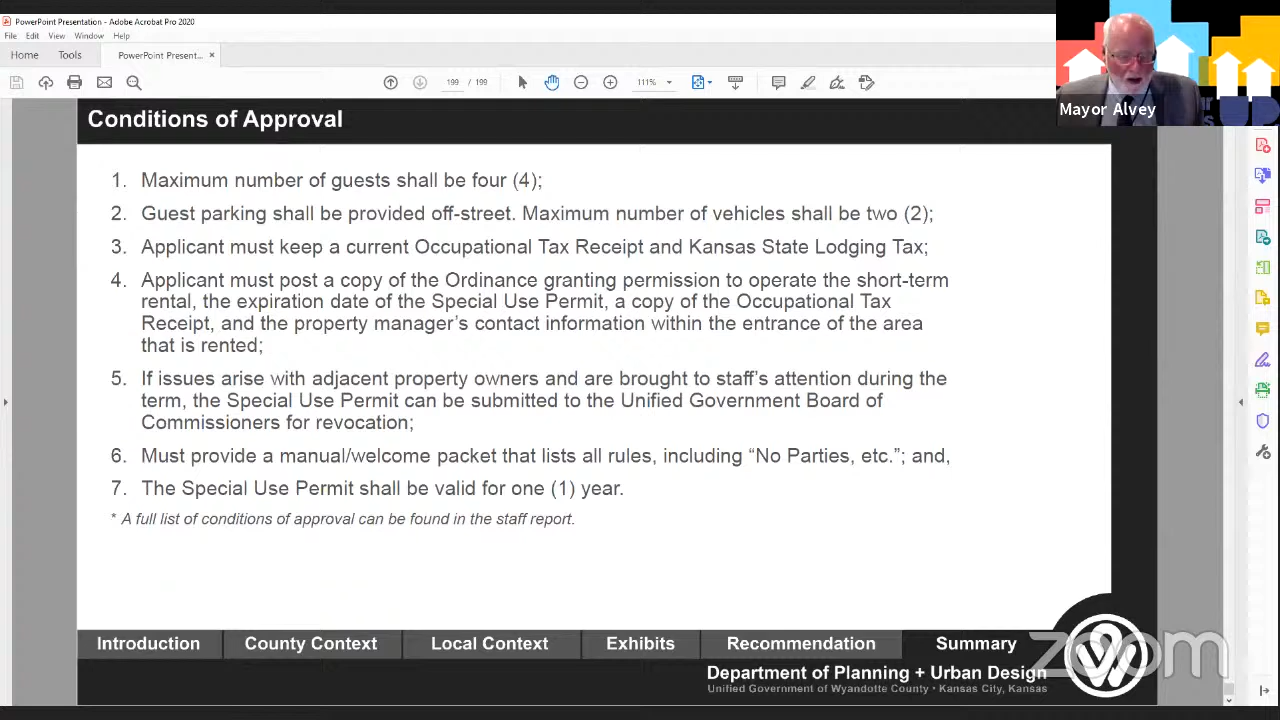 PowerPoint Presentation - Adobe Acrobat Pro 2020
File Edit View Window Help
Home Tools PowerPoint Present... ×
199 / 199 111%
Mayor Alvey
UP
Conditions of Approval
1. Maximum number of guests shall be four (4);
2. Guest parking shall be provided off-street. Maximum number of vehicles shall be two (2);
3. Applicant must keep a current Occupational Tax Receipt and Kansas State Lodging Tax;
4. Applicant must post a copy of the Ordinance granting permission to operate the short-term
rental, the expiration date of the Special Use Permit, a copy of the Occupational Tax
Receipt, and the property manager's contact information within the entrance of the area
that is rented;
5. If issues arise with adjacent property owners and are brought to staff's attention during the
term, the Special Use Permit can be submitted to the Unified Government Board of
Commissioners for revocation;
6. Must provide a manual/welcome packet that lists all rules, including "No Parties, etc."; and,
7. The Special Use Permit shall be valid for one (1) year.
* A full list of conditions of approval can be found in the staff report.
Introduction County Context Local Context Exhibits Recommendation Summary
zoom
Department of Planning + Urban Design
Unified Government of Wyandotte County • Kansas City, Kansas